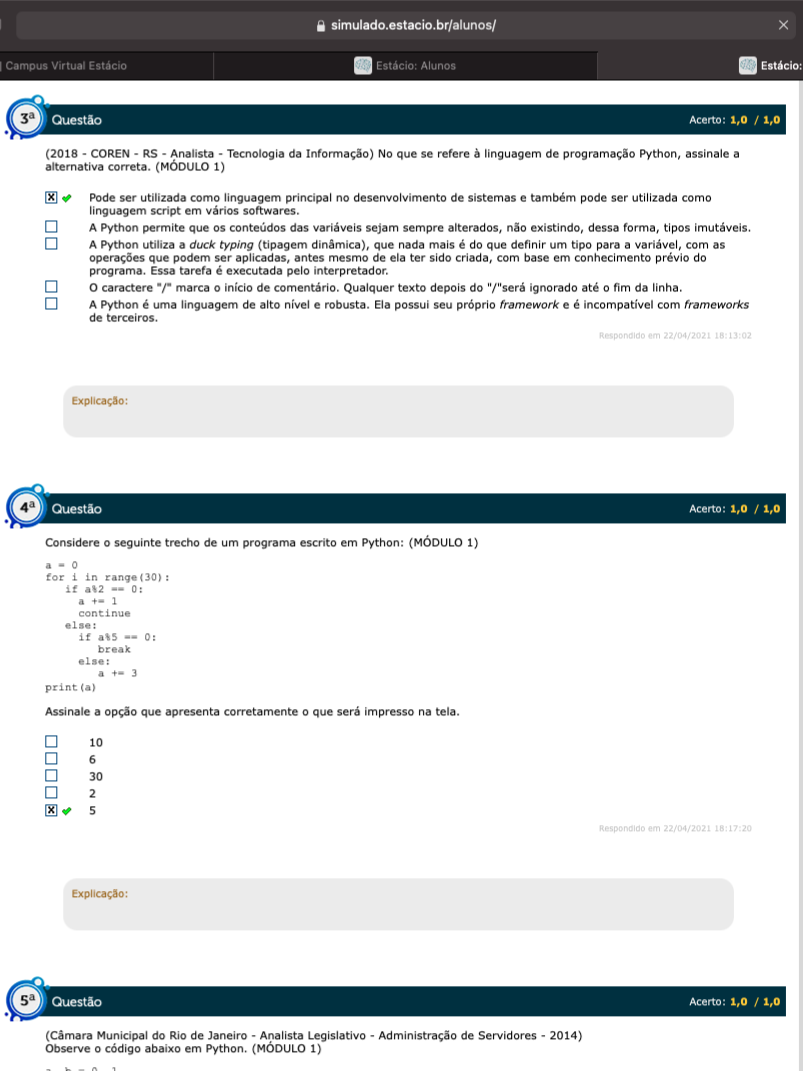 simulado.estacio.br/alunos/
| Campus Virtual Estácio
Estácio: Alunos
Estácio:
3ª
Questão
Acerto: 1,0 / 1,0
(2018 - COREN - RS - Analista - Tecnologia da Informação) No que se refere à linguagem de programação Python, assinale a
alternativa correta. (MÓDULO 1)
Pode ser utilizada como linguagem principal no desenvolvimento de sistemas e também pode ser utilizada como
linguagem script em vários softwares.
A Python permite que os conteúdos das variáveis sejam sempre alterados, não existindo, dessa forma, tipos imutáveis.
A Python utiliza a duck typing (tipagem dinâmica), que nada mais é do que definir um tipo para a variável, com as
operações que podem ser aplicadas, antes mesmo de ela ter sido criada, com base em conhecimento prévio do
programa. Essa tarefa é executada pelo interpretador.
O caractere "/" marca o início de comentário. Qualquer texto depois do "/"será ignorado até o fim da linha.
A Python é uma linguagem de alto nível e robusta. Ela possui seu próprio framework e é incompatível com frameworks
de terceiros.
Respondido em 22/04/2021 18:13:02
Explicação:
4ª
Questão
Acerto: 1,0 / 1,0
Considere o seguinte trecho de um programa escrito em Python: (MÓDULO 1)
a = 0
for i in range(30):
if a%2 == 0:
a += 1
continue
else:
if a%5 == 0:
break
else:
a += 3
print(a)
Assinale a opção que apresenta corretamente o que será impresso na tela.
10
6
30
2
5
Respondido em 22/04/2021 18:17:20
Explicação:
5ª
Questão
Acerto: 1,0 / 1,0
(Câmara Municipal do Rio de Janeiro - Analista Legislativo - Administração de Servidores - 2014)
Observe o código abaixo em Python. (MÓDULO 1)